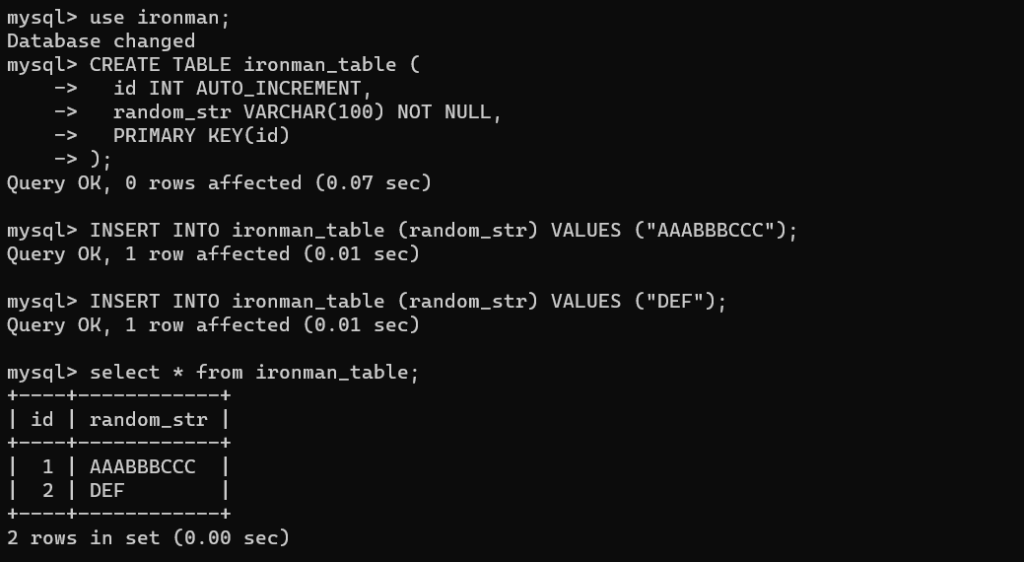 mysql> use ironman;
Database changed
mysql> CREATE TABLE ironman_table (
    ->   id INT AUTO_INCREMENT,
    ->   random_str VARCHAR(100) NOT NULL,
    ->   PRIMARY KEY(id)
    -> );
Query OK, 0 rows affected (0.07 sec)

mysql> INSERT INTO ironman_table (random_str) VALUES ("AAABBBCCC");
Query OK, 1 row affected (0.01 sec)

mysql> INSERT INTO ironman_table (random_str) VALUES ("DEF");
Query OK, 1 row affected (0.01 sec)

mysql> select * from ironman_table;
+----+------------+
| id | random_str |
+----+------------+
|  1 | AAABBBCCC  |
|  2 | DEF        |
+----+------------+
2 rows in set (0.00 sec)